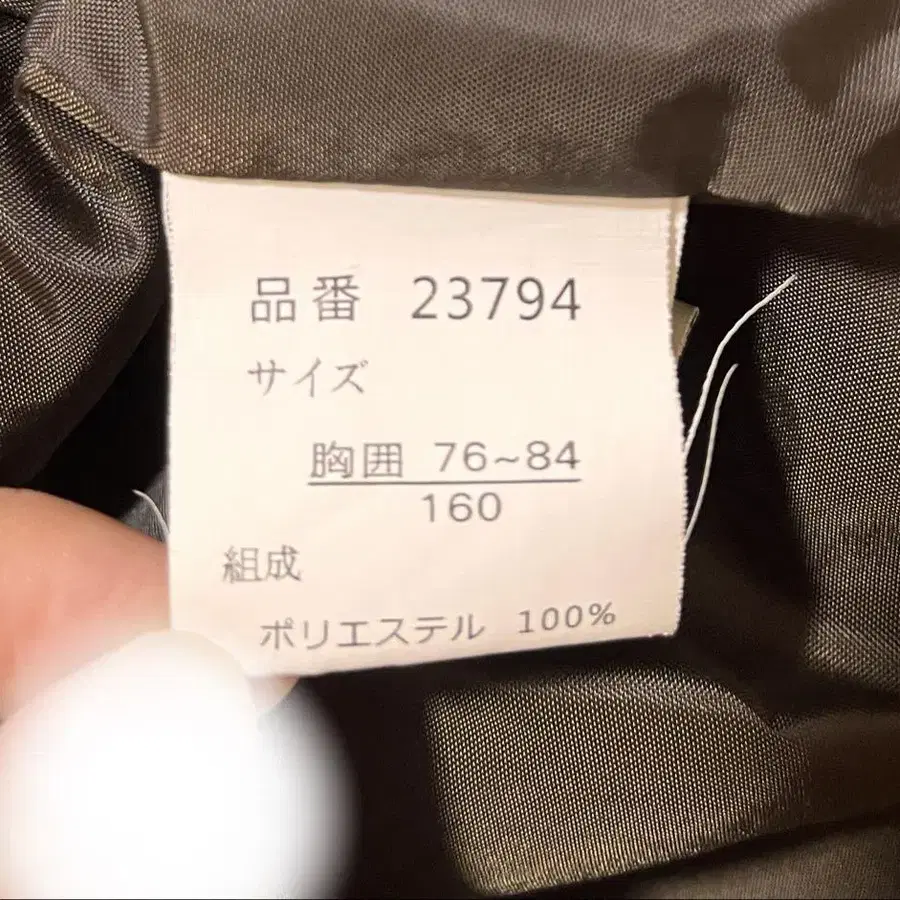 品番 23794
サイズ
胸囲 76~84
160
組成
ポリエステル 100%